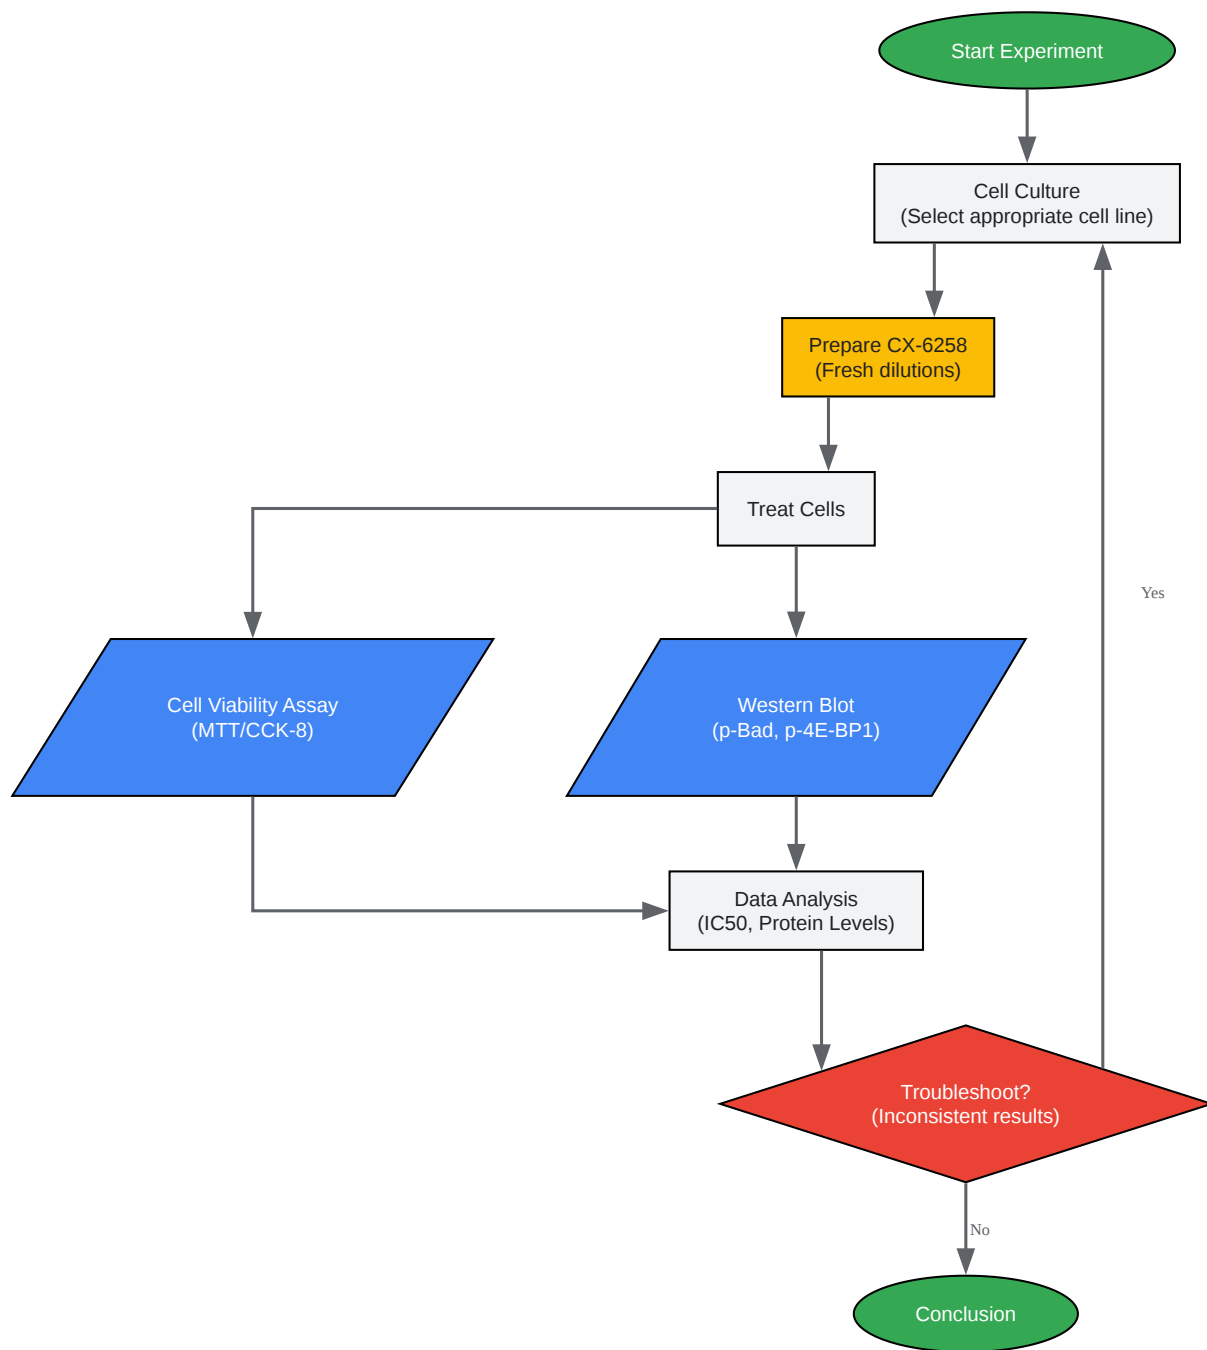 Start Experiment
Cell Culture
(Select appropriate cell line)
Prepare CX-6258
(Fresh dilutions)
Treat Cells
Yes
Cell Viability Assay
(MTT/CCK-8)
Western Blot
(p-Bad, p-4E-BP1)
Data Analysis
(IC50, Protein Levels)
Troubleshoot?
(Inconsistent results)
No
Conclusion